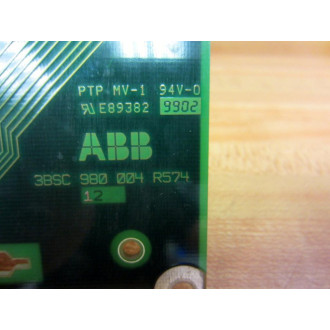 PTP MV-1 94V-0
E89382 9902
ABB
3BSC 980 004 R574
12